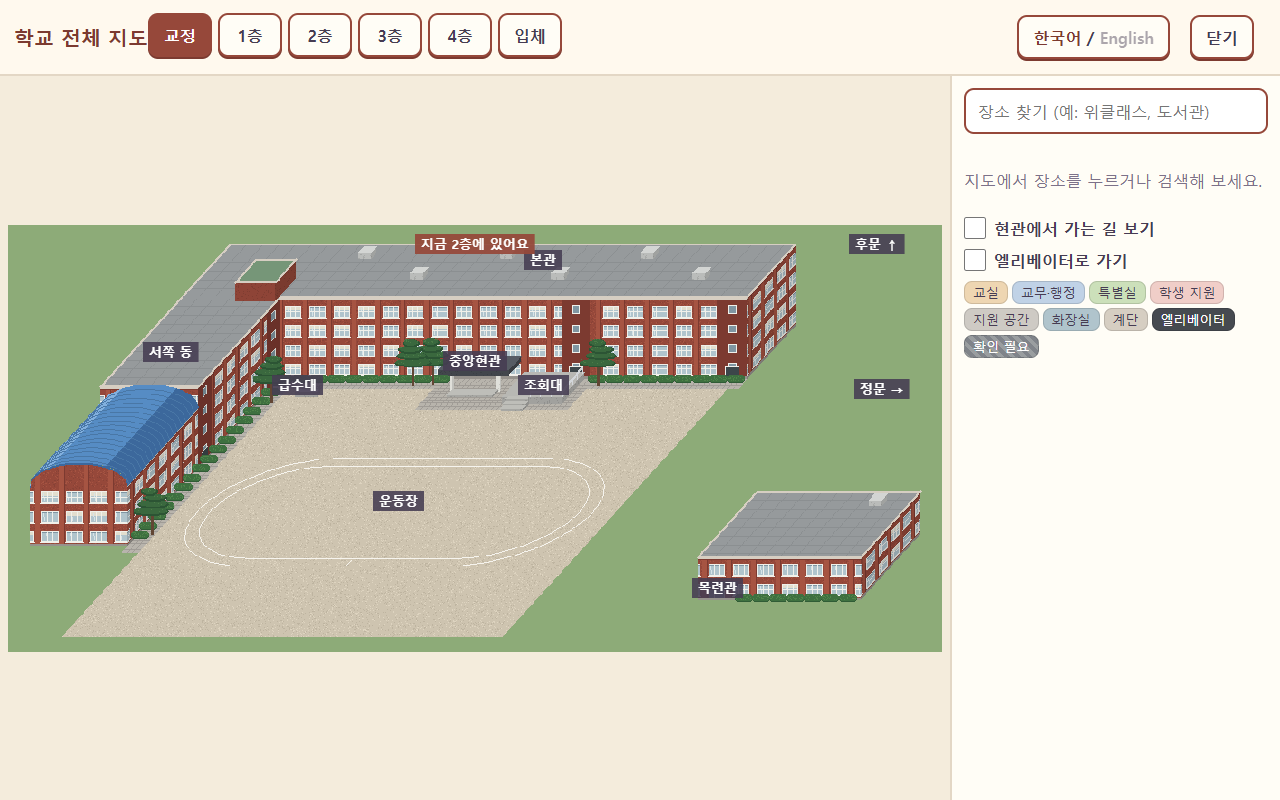 학교 전체 지도 교정 1층 2층 3층 4층 입체 한국어 / English 닫기
장소 찾기 (예: 위클래스, 도서관)
지도에서 장소를 누르거나 검색해 보세요.
현관에서 가는 길 보기
엘리베이터로 가기
교실 교무·행정 특별실 학생 지원
지원 공간 화장실 계단 엘리베이터
확인 필요
지금 2층에 있어요
후문 ↑
본관
서쪽 동
중앙현관
급수대
조회대
정문 →
운동장
목련관